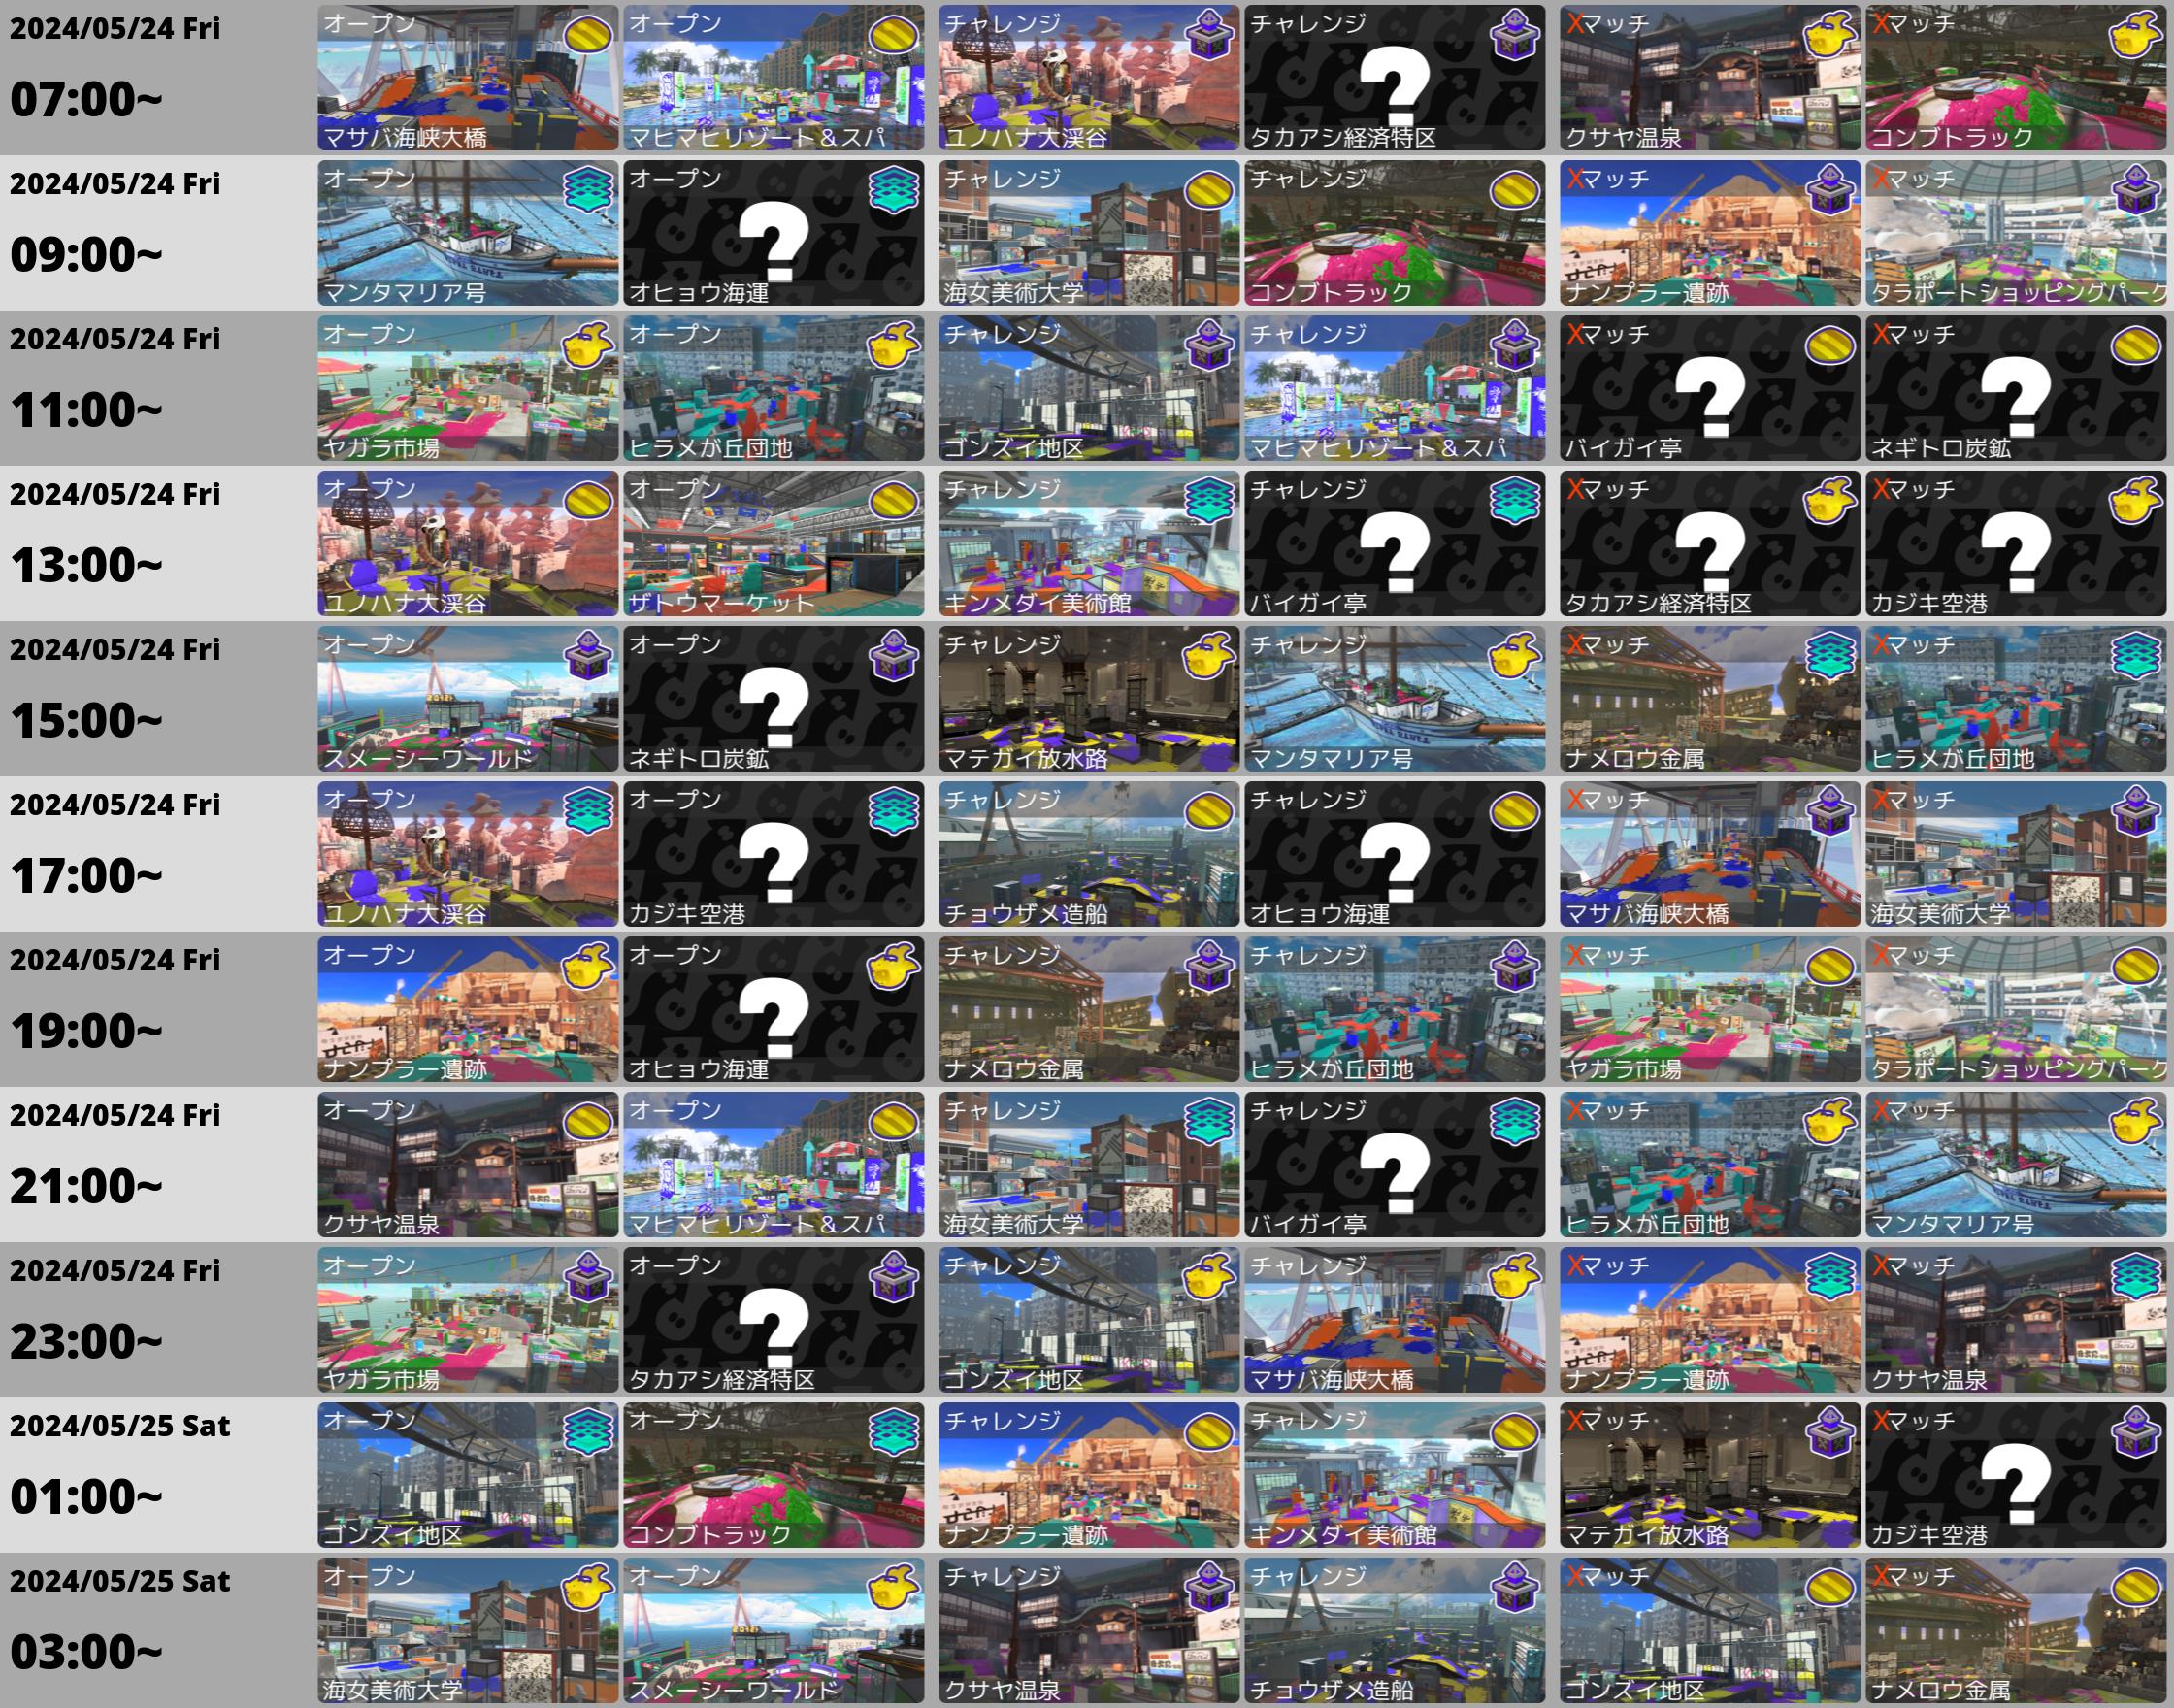 2024/05/24 Fri
07:00~
オープン
マサバ海峡大橋
オープン
マヒマヒリゾート＆スパ
チャレンジ
ユノハナ大渓谷
チャレンジ
タカアシ経済特区
Xマッチ
クサヤ温泉
Xマッチ
コンブトラック
2024/05/24 Fri
09:00~
オープン
マンタマリア号
オープン
オヒョウ海運
チャレンジ
海女美術大学
チャレンジ
コンブトラック
Xマッチ
ナンプラー遺跡
Xマッチ
タラポートショッピングパーク
2024/05/24 Fri
11:00~
オープン
ヤガラ市場
オープン
ヒラメが丘団地
チャレンジ
ゴンズイ地区
チャレンジ
マヒマヒリゾート＆スパ
Xマッチ
バイガイ亭
Xマッチ
ネギトロ炭鉱
2024/05/24 Fri
13:00~
オープン
ユノハナ大渓谷
オープン
ザトウマーケット
チャレンジ
キンメダイ美術館
チャレンジ
バイガイ亭
Xマッチ
タカアシ経済特区
Xマッチ
カジキ空港
2024/05/24 Fri
15:00~
オープン
スメーシーワールド
オープン
ネギトロ炭鉱
チャレンジ
マテガイ放水路
チャレンジ
マンタマリア号
Xマッチ
ナメロウ金属
Xマッチ
ヒラメが丘団地
2024/05/24 Fri
17:00~
オープン
ユノハナ大渓谷
オープン
カジキ空港
チャレンジ
チョウザメ造船
チャレンジ
オヒョウ海運
Xマッチ
マサバ海峡大橋
Xマッチ
海女美術大学
2024/05/24 Fri
19:00~
オープン
ナンプラー遺跡
オープン
オヒョウ海運
チャレンジ
ナメロウ金属
チャレンジ
ヒラメが丘団地
Xマッチ
ヤガラ市場
Xマッチ
タラポートショッピングパーク
2024/05/24 Fri
21:00~
オープン
クサヤ温泉
オープン
マヒマヒリゾート＆スパ
チャレンジ
海女美術大学
チャレンジ
バイガイ亭
Xマッチ
ヒラメが丘団地
Xマッチ
マンタマリア号
2024/05/24 Fri
23:00~
オープン
ヤガラ市場
オープン
タカアシ経済特区
チャレンジ
ゴンズイ地区
チャレンジ
マサバ海峡大橋
Xマッチ
ナンプラー遺跡
Xマッチ
クサヤ温泉
2024/05/25 Sat
01:00~
オープン
ゴンズイ地区
オープン
コンブトラック
チャレンジ
ナンプラー遺跡
チャレンジ
キンメダイ美術館
Xマッチ
マテガイ放水路
Xマッチ
カジキ空港
2024/05/25 Sat
03:00~
オープン
海女美術大学
オープン
スメーシーワールド
チャレンジ
クサヤ温泉
チャレンジ
チョウザメ造船
Xマッチ
ゴンズイ地区
Xマッチ
ナメロウ金属